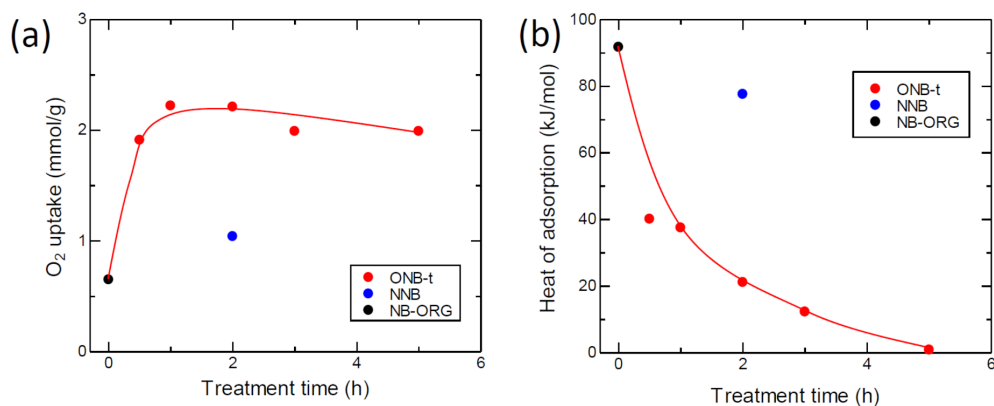 (a)
O2 uptake (mmol/g)
3
2
1
0
0 2 4 6
Treatment time (h)
ONB-t
NNB
NB-ORG
(b)
Heat of adsorption (kJ/mol)
100
80
60
40
20
0
0 2 4 6
Treatment time (h)
ONB-t
NNB
NB-ORG